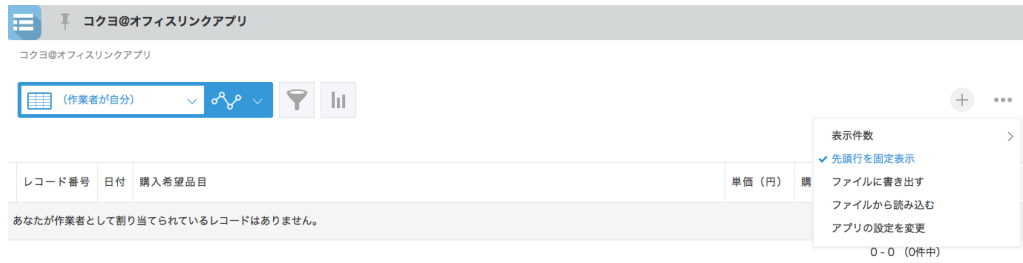 コクヨ@オフィスリンクアプリ
コクヨ@オフィスリンクアプリ
（作業者が自分）
表示件数
先頭行を固定表示
ファイルに書き出す
ファイルから読み込む
アプリの設定を変更
レコード番号 日付 購入希望品目 単価（円） 購
あなたが作業者として割り当てられているレコードはありません。
0 - 0 （0件中）